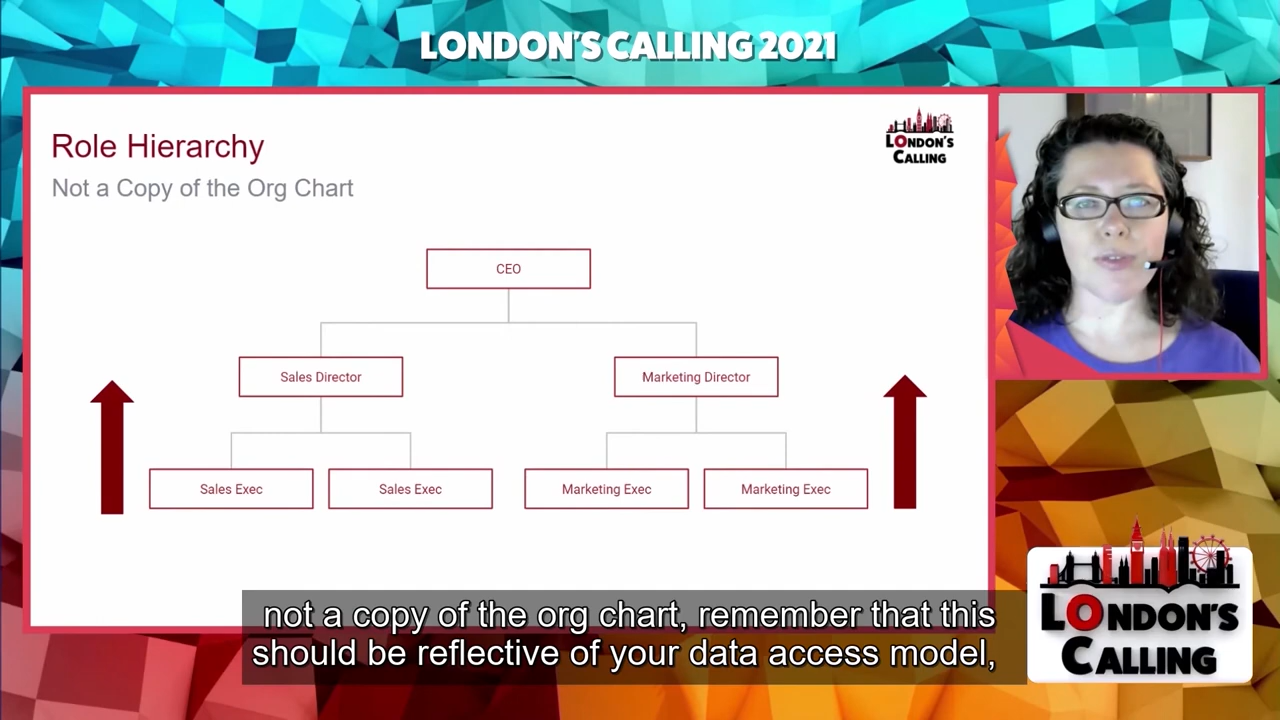 LONDON'S CALLING 2021
Role Hierarchy
Not a Copy of the Org Chart
LONDON'S
CALLING
CEO
Sales Director
Marketing Director
Sales Exec
Sales Exec
Marketing Exec
Marketing Exec
not a copy of the org chart, remember that this
should be reflective of your data access model,
LONDON'S
CALLING